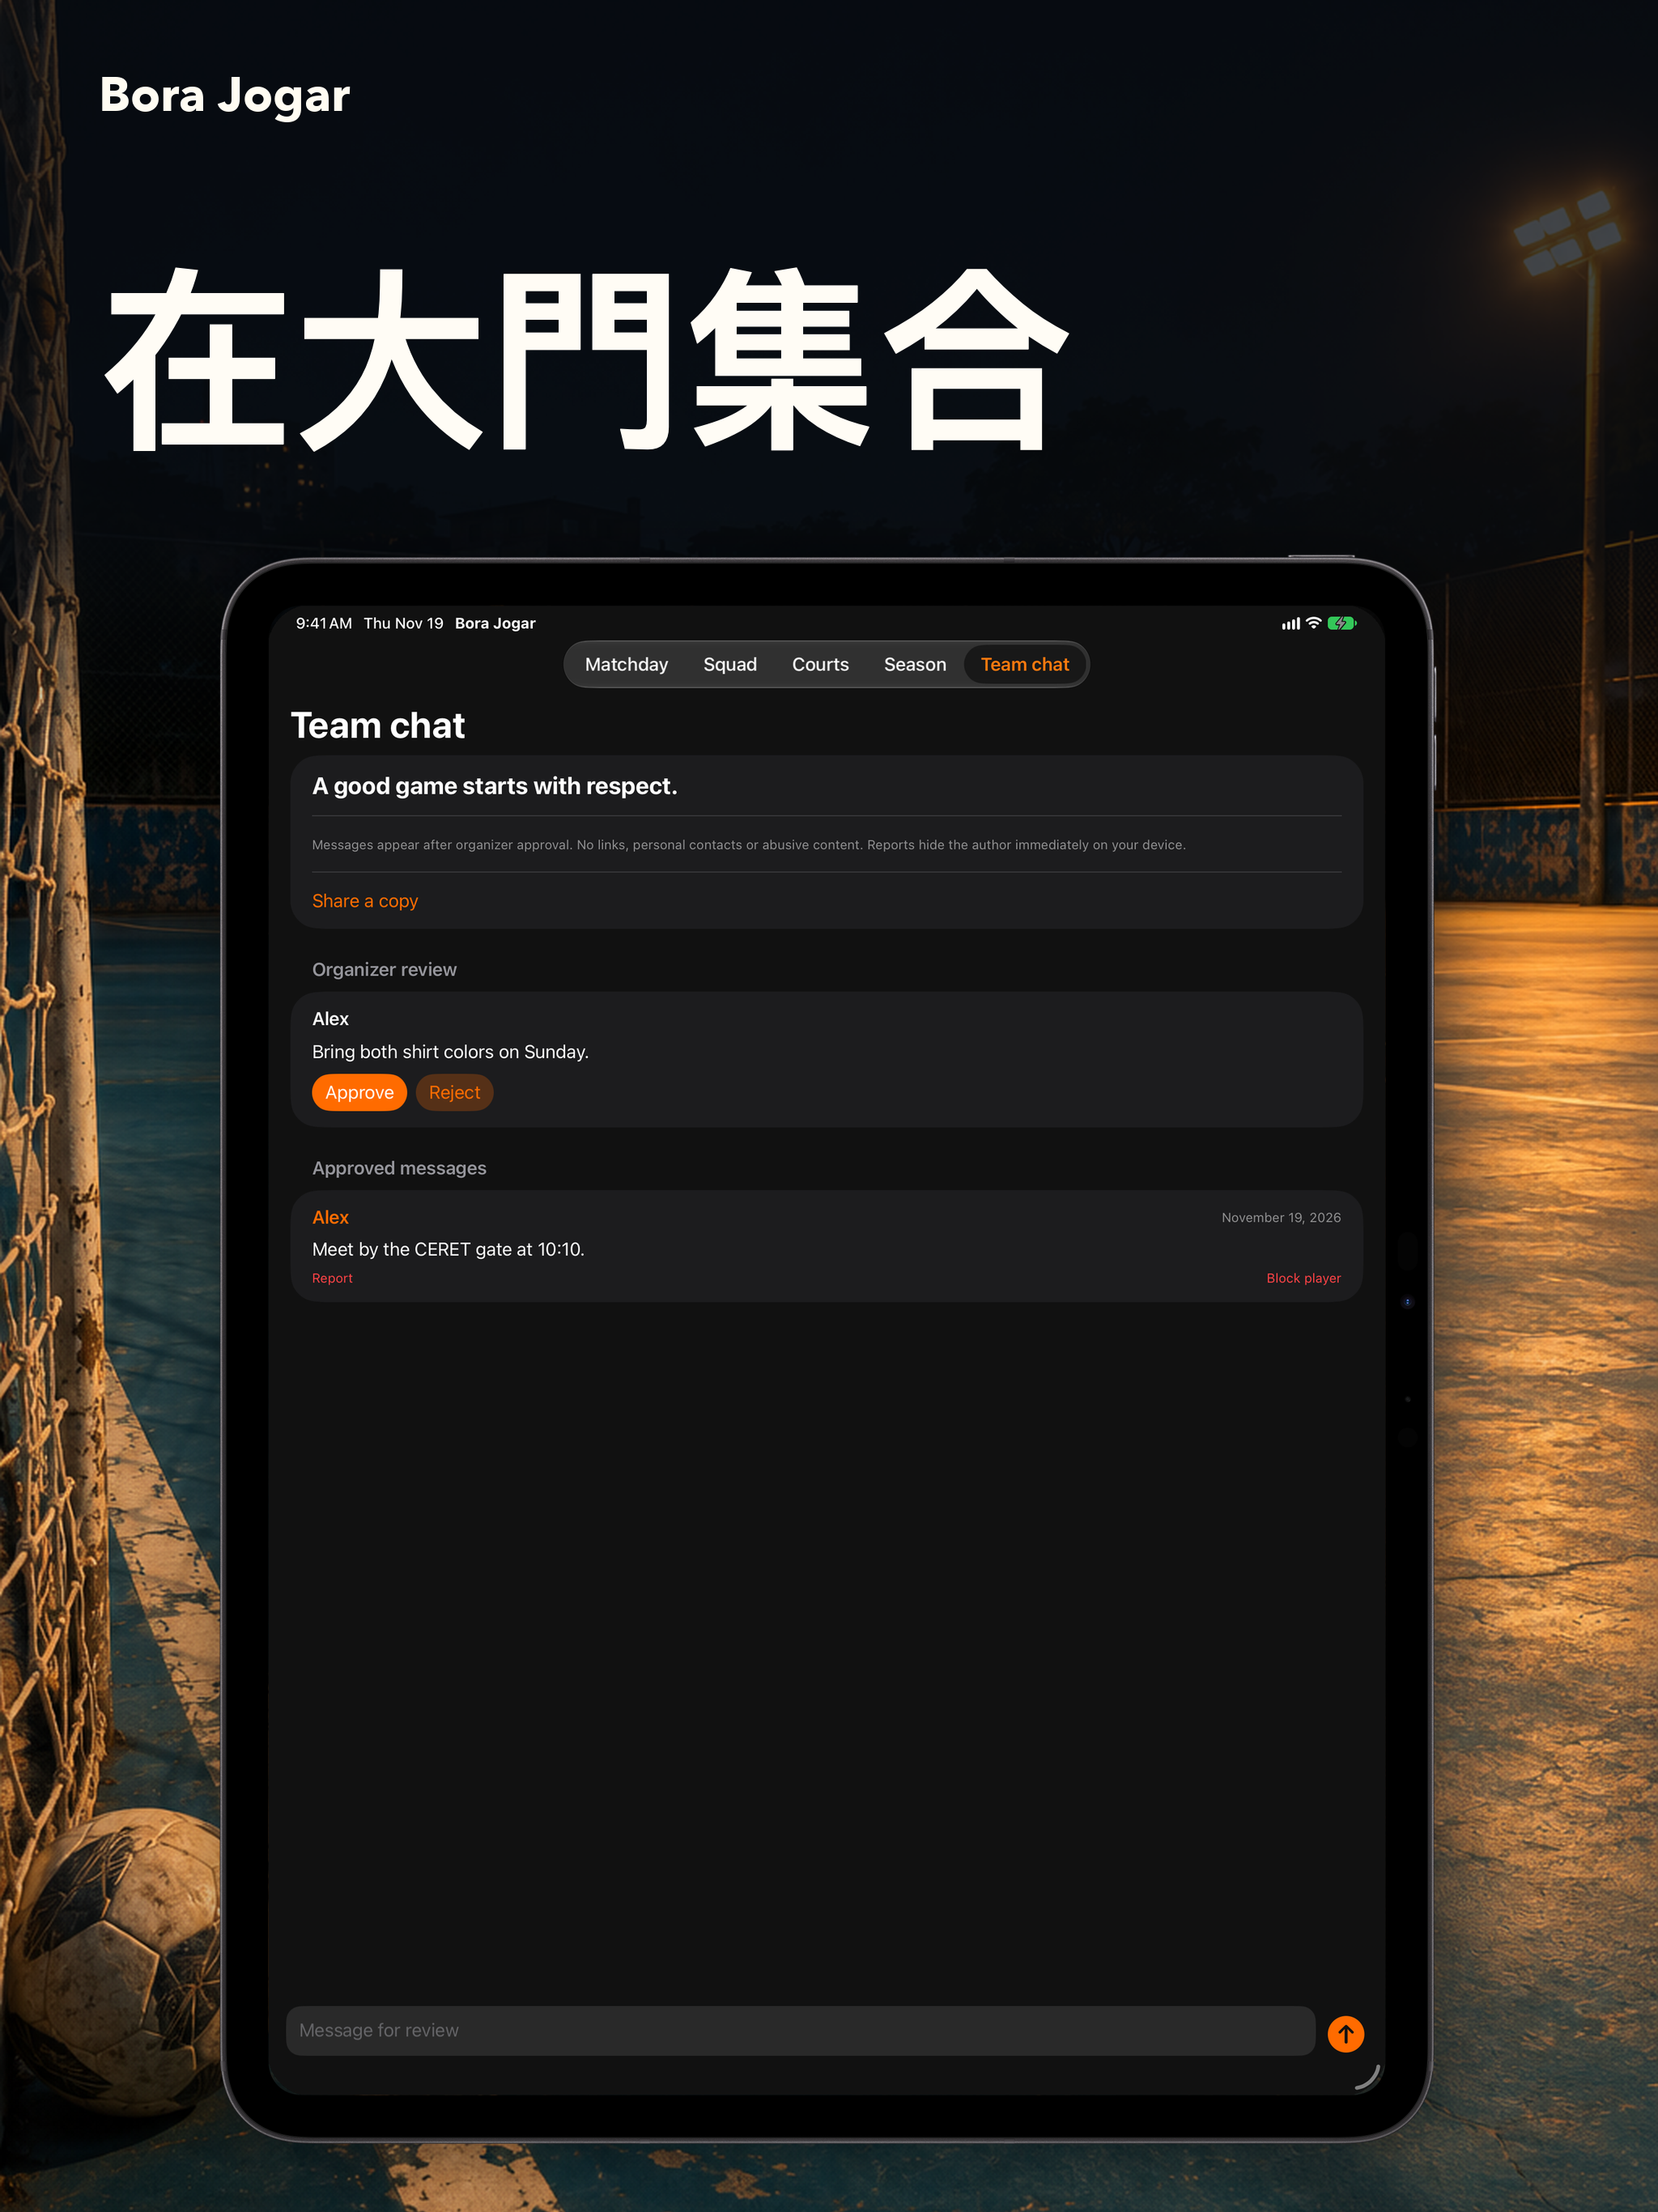 Bora Jogar
在大門集合
9:41 AM Thu Nov 19 Bora Jogar
Matchday Squad Courts Season Team chat
Team chat
A good game starts with respect.
Messages appear after organizer approval. No links, personal contacts or abusive content. Reports hide the author immediately on your device.
Share a copy
Organizer review
Alex
Bring both shirt colors on Sunday.
Approve Reject
Approved messages
Alex November 19, 2026
Meet by the CERET gate at 10:10.
Report Block player
Message for review